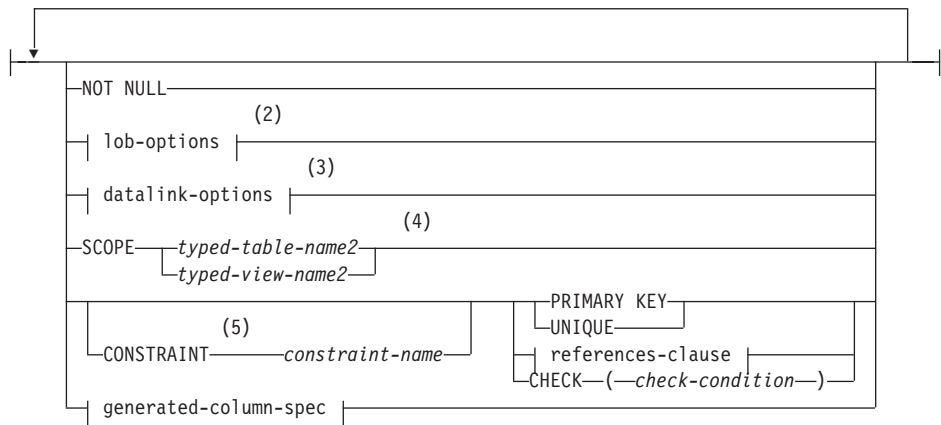 NOT NULL
(2)
lob-options
(3)
datalink-options
(4)
SCOPE typed-table-name2
typed-view-name2
PRIMARY KEY
(5) UNIQUE
CONSTRAINT constraint-name references-clause
CHECK ( check-condition )
generated-column-spec